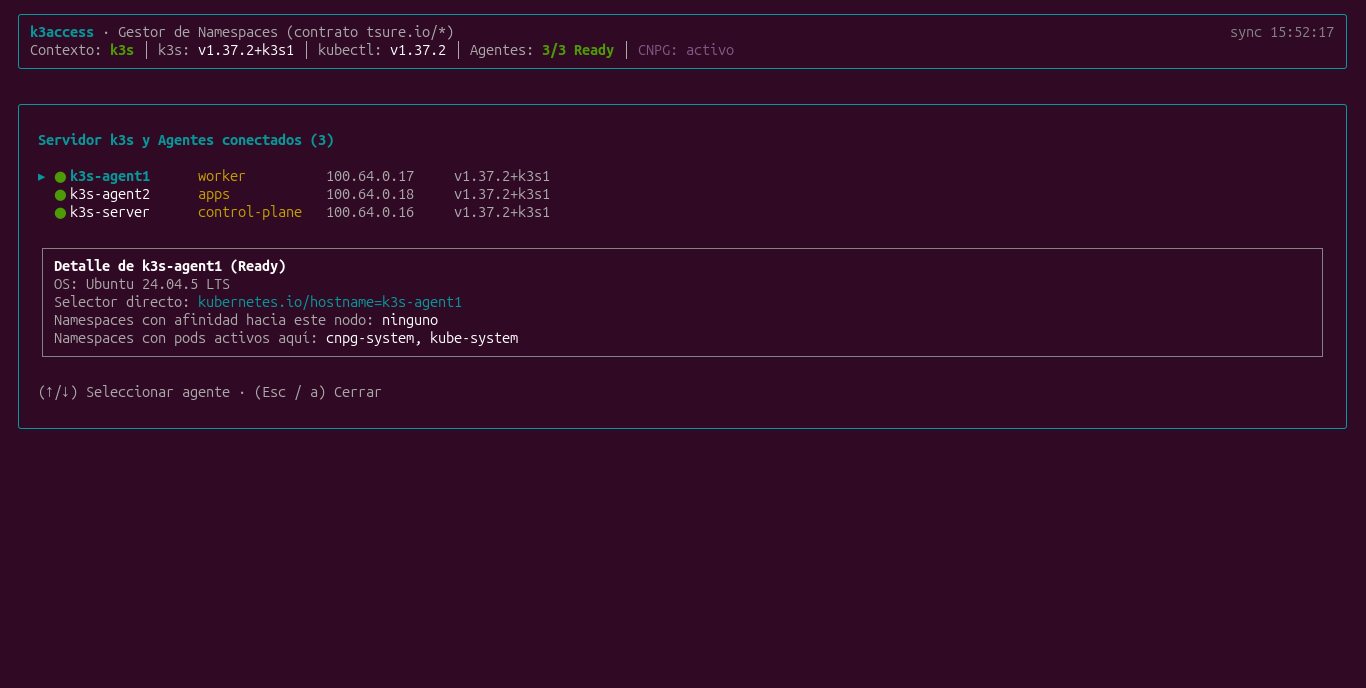 k3access · Gestor de Namespaces (contrato tsure.io/*) sync 15:52:17
Contexto: k3s │ k3s: v1.37.2+k3s1 │ kubectl: v1.37.2 │ Agentes: 3/3 Ready │ CNPG: activo
Servidor k3s y Agentes conectados (3)
▶ ● k3s-agent1 worker 100.64.0.17 v1.37.2+k3s1
● k3s-agent2 apps 100.64.0.18 v1.37.2+k3s1
● k3s-server control-plane 100.64.0.16 v1.37.2+k3s1
Detalle de k3s-agent1 (Ready)
OS: Ubuntu 24.04.5 LTS
Selector directo: kubernetes.io/hostname=k3s-agent1
Namespaces con afinidad hacia este nodo: ninguno
Namespaces con pods activos aquí: cnpg-system, kube-system
(↑/↓) Seleccionar agente · (Esc / a) Cerrar